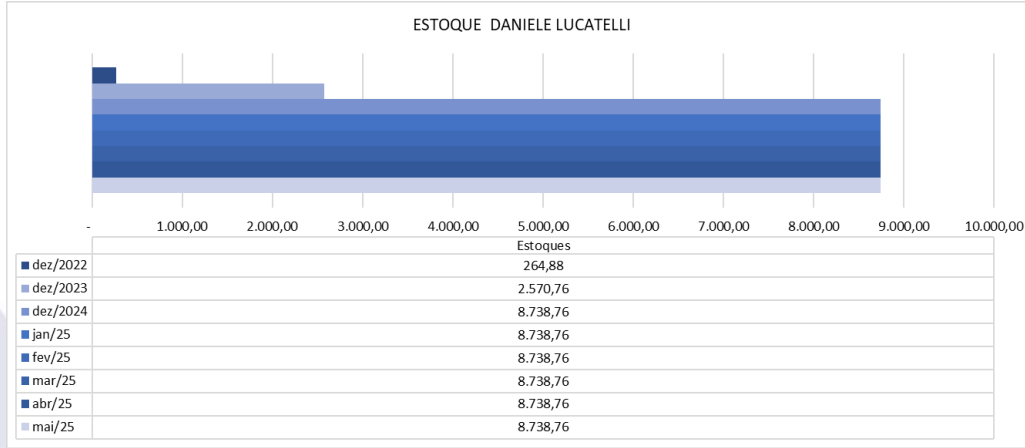 ESTOQUE DANIELE LUCATELLI
- 1.000,00 2.000,00 3.000,00 4.000,00 5.000,00 6.000,00 7.000,00 8.000,00 9.000,00 10.000,00
Estoques
dez/2022 264,88
dez/2023 2.570,76
dez/2024 8.738,76
jan/25 8.738,76
fev/25 8.738,76
mar/25 8.738,76
abr/25 8.738,76
mai/25 8.738,76